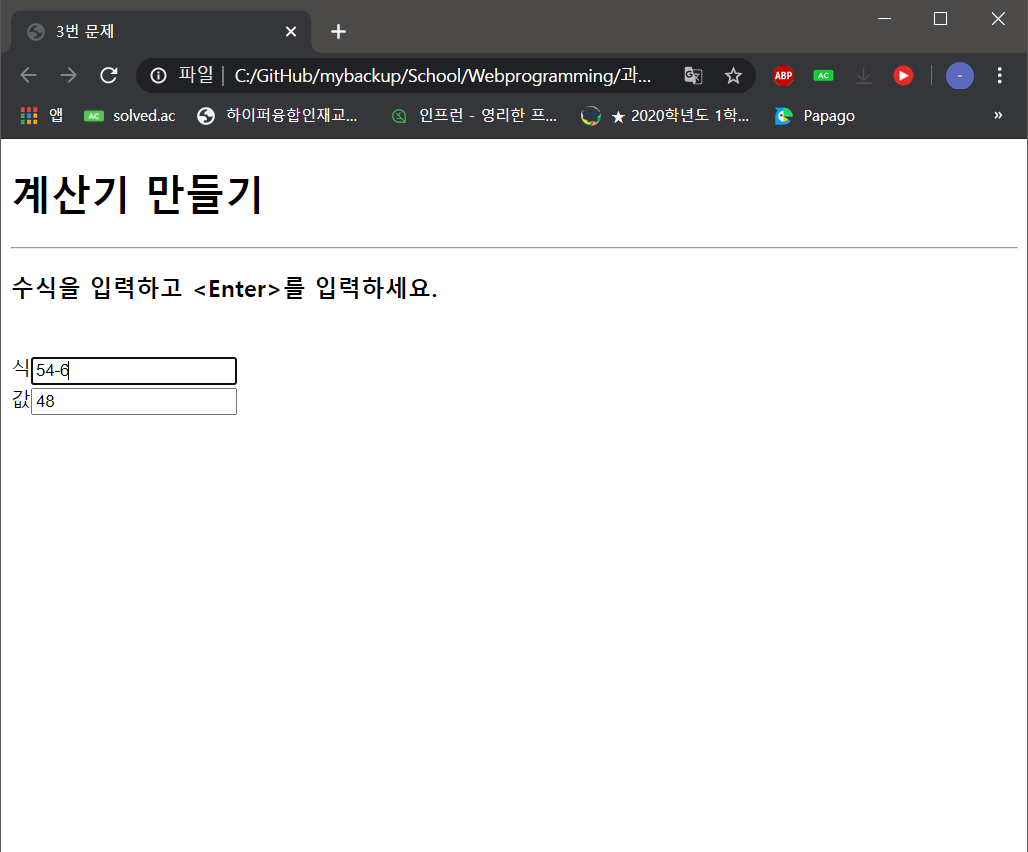 3번 문제
파일 | C:/GitHub/mybackup/School/Webprogramming/과...
ABP
AC
-
앱
AC solved.ac
하이퍼융합인재교...
인프런 - 영리한 프...
★ 2020학년도 1학...
Papago
»
계산기 만들기
수식을 입력하고 <Enter>를 입력하세요.
식 54-6
값 48